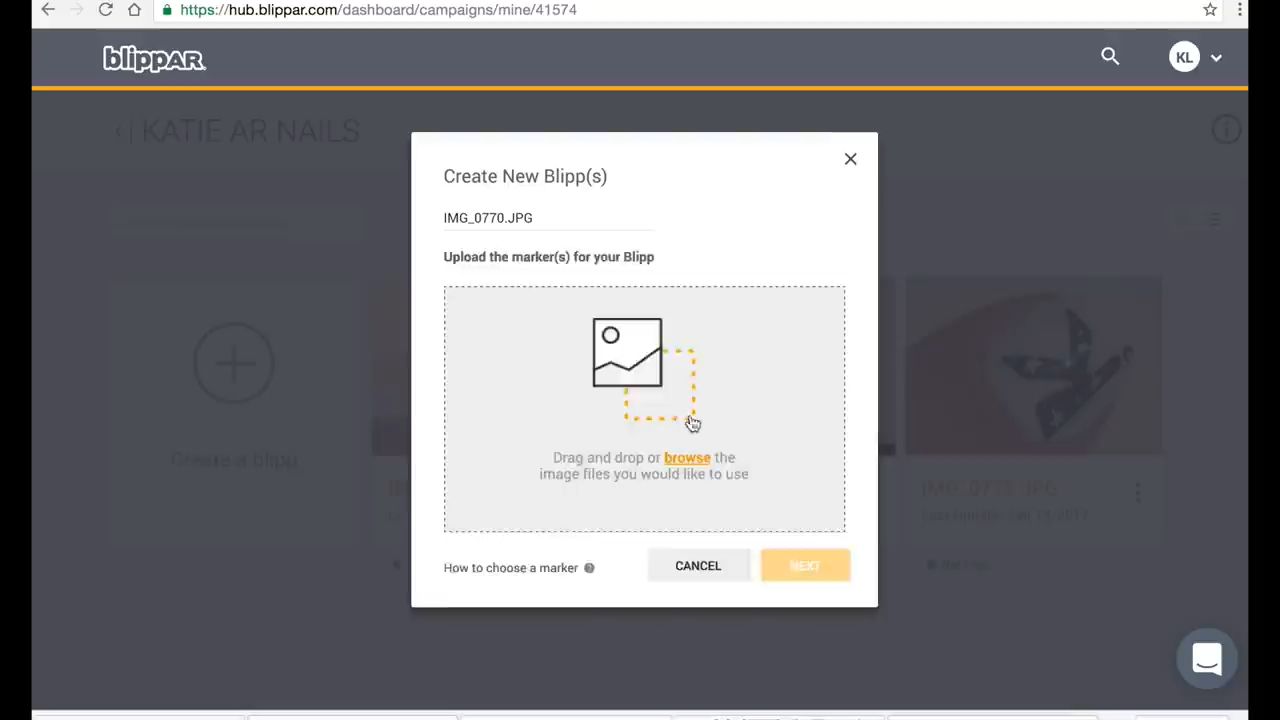 https://hub.blippar.com/dashboard/campaigns/mine/41574
blippAR
KL
KATIE AR NAILS
Create New Blipp(s)
IMG_0770.JPG
Upload the marker(s) for your Blipp
Create a blipp
Drag and drop or browse the
image files you would like to use
How to choose a marker
CANCEL
NEXT